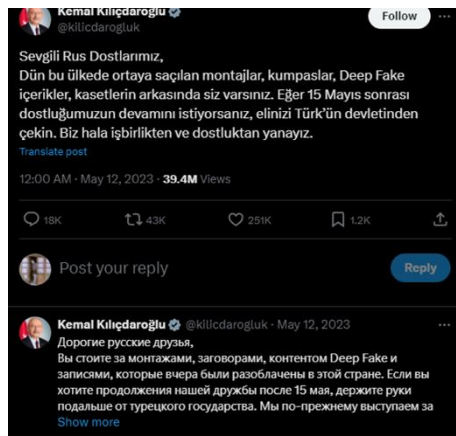 Kemal Kılıçdaroğlu
@kilicdarogluk
Follow
Sevgili Rus Dostlarımız,
Dün bu ülkede ortaya saçılan montajlar, kumpaslar, Deep Fake
içerikler, kasetlerin arkasında siz varsınız. Eğer 15 Mayıs sonrası
dostluğumuzun devamını istiyorsanız, elinizi Türk'ün devletinden
çekin. Biz hala işbirlikten ve dostluktan yanayız.
Translate post
12:00 AM · May 12, 2023 · 39.4M Views
18K 43K 251K 1.2K
Post your reply
Reply
Kemal Kılıçdaroğlu @kilicdarogluk · May 12, 2023
Дорогие русские друзья,
Вы стоите за монтажами, заговорами, контентом Deep Fake и
записями, которые вчера были разоблачены в этой стране. Если вы
хотите продолжения нашей дружбы после 15 мая, держите руки
подальше от турецкого государства. Мы по-прежнему выступаем за
Show more